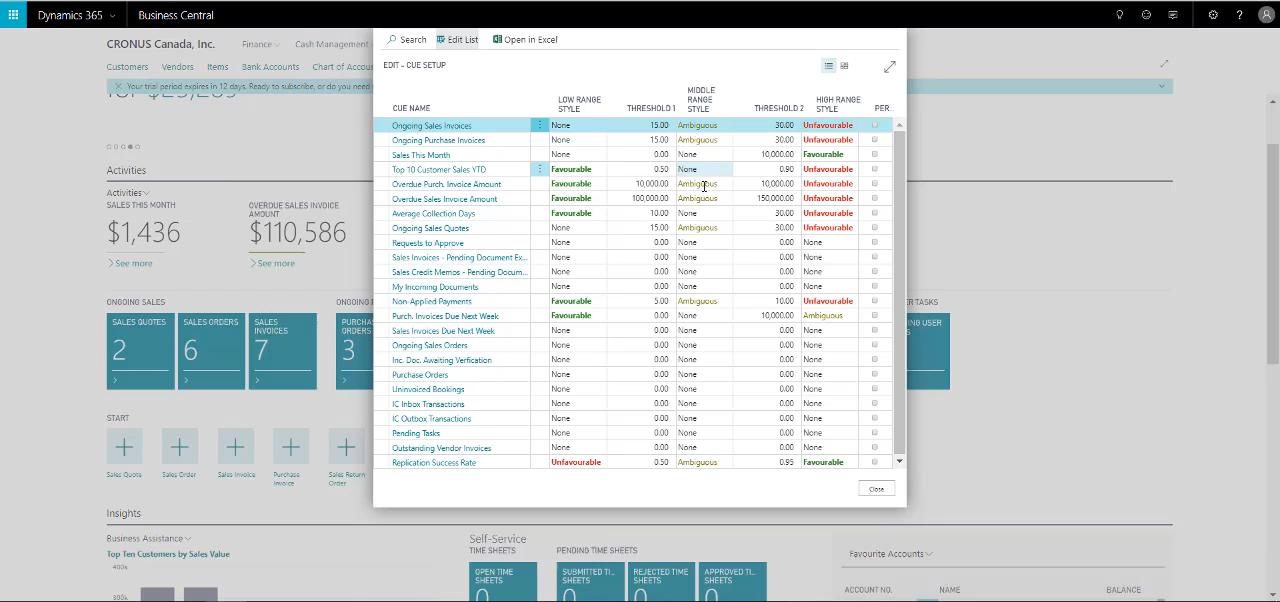 Dynamics 365 Business Central ?
CRONUS Canada, Inc. Finance Cash Management
Customers Vendors Items Bank Accounts Chart of Accou
Your trial period expires in 12 days. Ready to subscribe, or do you need
Activities
Activities
SALES THIS MONTH
$1,436
See more
OVERDUE SALES INVOICE
AMOUNT
$110,586
See more
ONGOING SALES
SALES QUOTES
2
SALES ORDERS
6
SALES
INVOICES
7
ONGOING
PURCHA
ORDERS
3
R TASKS
NG USER
S
START
Sales Quote
Sales Order
Sales Invoice
Purchase
Invoice
Sales Return
Order
Insights
Business Assistance
Top Ten Customers by Sales Value
400k
300k
Self-Service
TIME SHEETS
OPEN TIME
SHEETS
0
PENDING TIME SHEETS
SUBMITTED TI...
SHEETS
0
REJECTED TIME
SHEETS
0
APPROVED TI...
SHEETS
0
Favourite Accounts
ACCOUNT NO. NAME BALANCE
Search Edit List Open in Excel
EDIT - CUE SETUP
CUE NAME LOW RANGE STYLE THRESHOLD 1 MIDDLE RANGE STYLE THRESHOLD 2 HIGH RANGE STYLE PER...
Ongoing Sales Invoices None 15.00 Ambiguous 30.00 Unfavourable
Ongoing Purchase Invoices None 15.00 Ambiguous 30.00 Unfavourable
Sales This Month None 0.00 None 10,000.00 Favourable
Top 10 Customer Sales YTD Favourable 0.50 None 0.90 Unfavourable
Overdue Purch. Invoice Amount Favourable 10,000.00 Ambiguous 10,000.00 Unfavourable
Overdue Sales Invoice Amount Favourable 100,000.00 Ambiguous 150,000.00 Unfavourable
Average Collection Days Favourable 10.00 None 30.00 Unfavourable
Ongoing Sales Quotes None 15.00 Ambiguous 30.00 Unfavourable
Requests to Approve None 0.00 None 0.00 None
Sales Invoices - Pending Document Ex... None 0.00 None 0.00 None
Sales Credit Memos - Pending Docum... None 0.00 None 0.00 None
My Incoming Documents None 0.00 None 0.00 None
Non-Applied Payments Favourable 5.00 Ambiguous 10.00 Unfavourable
Purch. Invoices Due Next Week Favourable 0.00 None 10,000.00 Ambiguous
Sales Invoices Due Next Week None 0.00 None 0.00 None
Ongoing Sales Orders None 0.00 None 0.00 None
Inc. Doc. Awaiting Verfication None 0.00 None 0.00 None
Purchase Orders None 0.00 None 0.00 None
Uninvoiced Bookings None 0.00 None 0.00 None
IC Inbox Transactions None 0.00 None 0.00 None
IC Outbox Transactions None 0.00 None 0.00 None
Pending Tasks None 0.00 None 0.00 None
Outstanding Vendor Invoices None 0.00 None 0.00 None
Replication Success Rate Unfavourable 0.50 Ambiguous 0.95 Favourable
Close